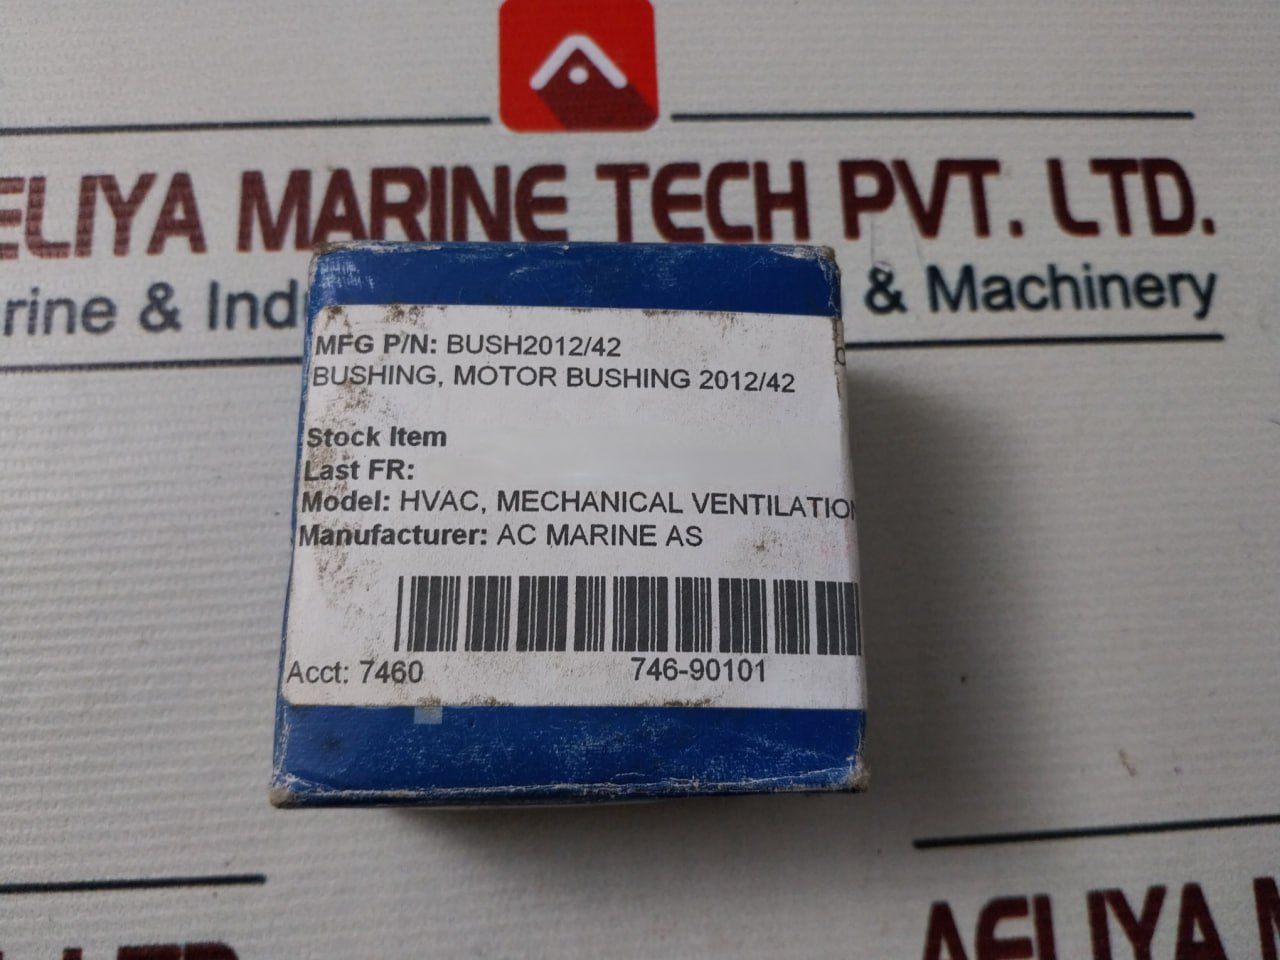 ELIYA MARINE TECH PVT. LTD.
rine & Ind & Machinery
MFG P/N: BUSH2012/42
BUSHING, MOTOR BUSHING 2012/42
Stock Item
Last FR:
Model: HVAC, MECHANICAL VENTILATION
Manufacturer: AC MARINE AS
Acct: 7460 746-90101
AELIYA M